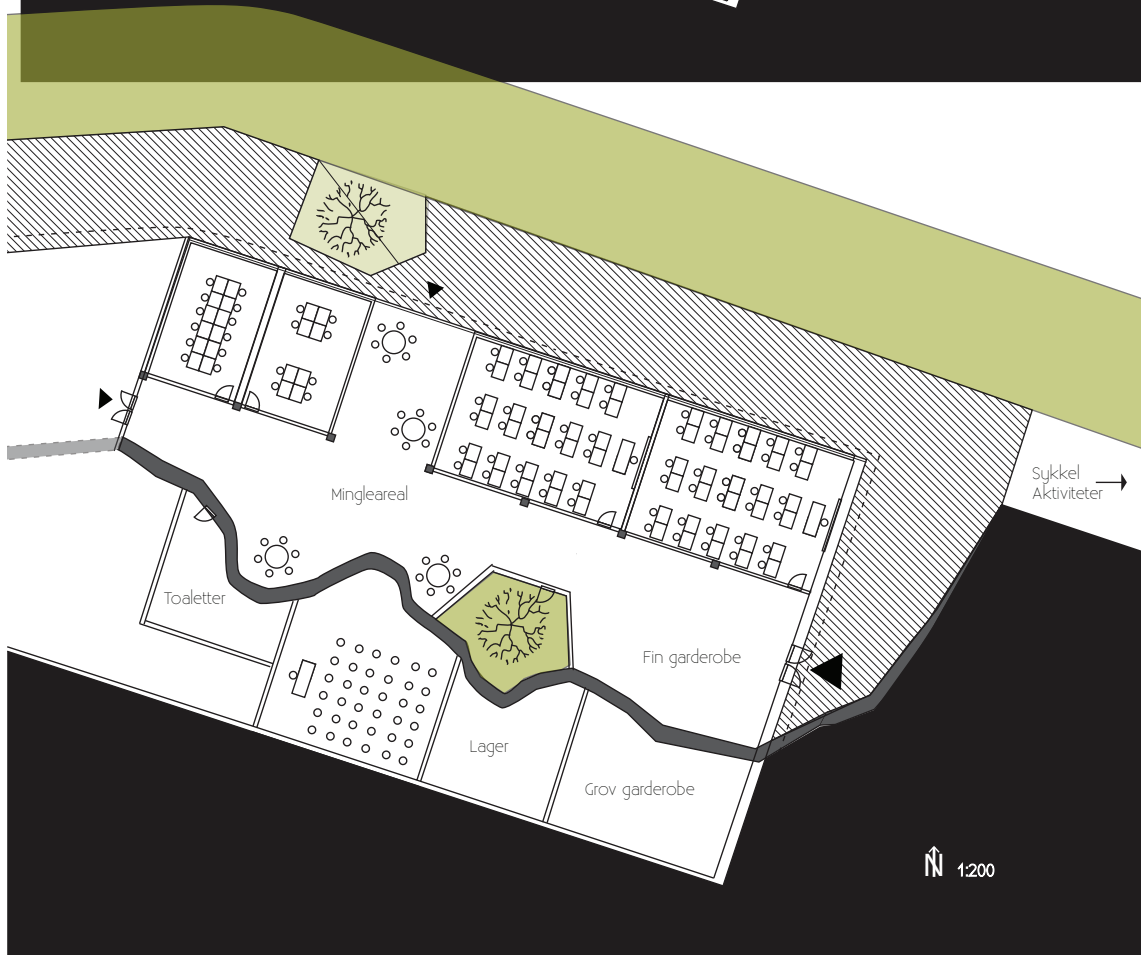 Sykkel
Aktiviteter
Mingleareal
Toaletter
Fin garderobe
Lager
Grov garderobe
N 1:200